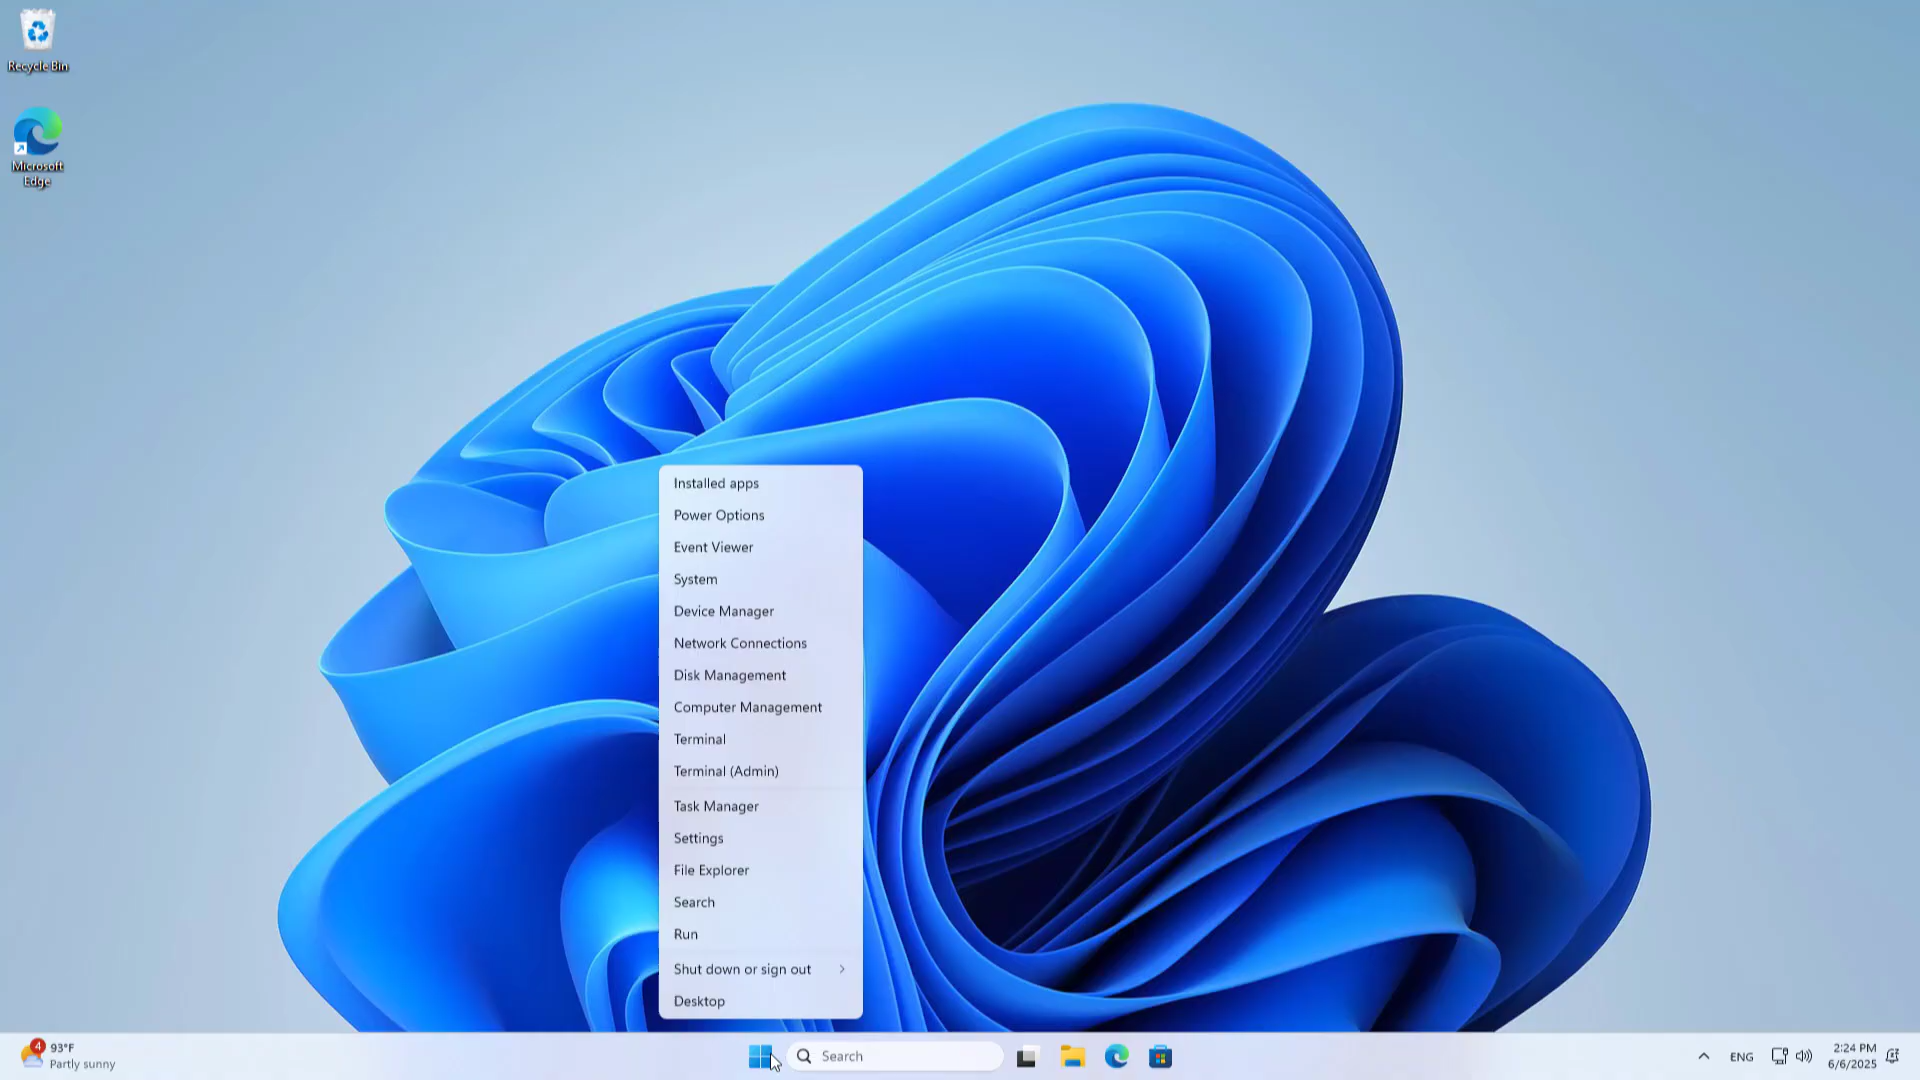 Recycle Bin
Microsoft
Edge
Installed apps
Power Options
Event Viewer
System
Device Manager
Network Connections
Disk Management
Computer Management
Terminal
Terminal (Admin)
Task Manager
Settings
File Explorer
Search
Run
Shut down or sign out
Desktop
4
93°F
Partly sunny
Search
ENG
2:24 PM
6/6/2025